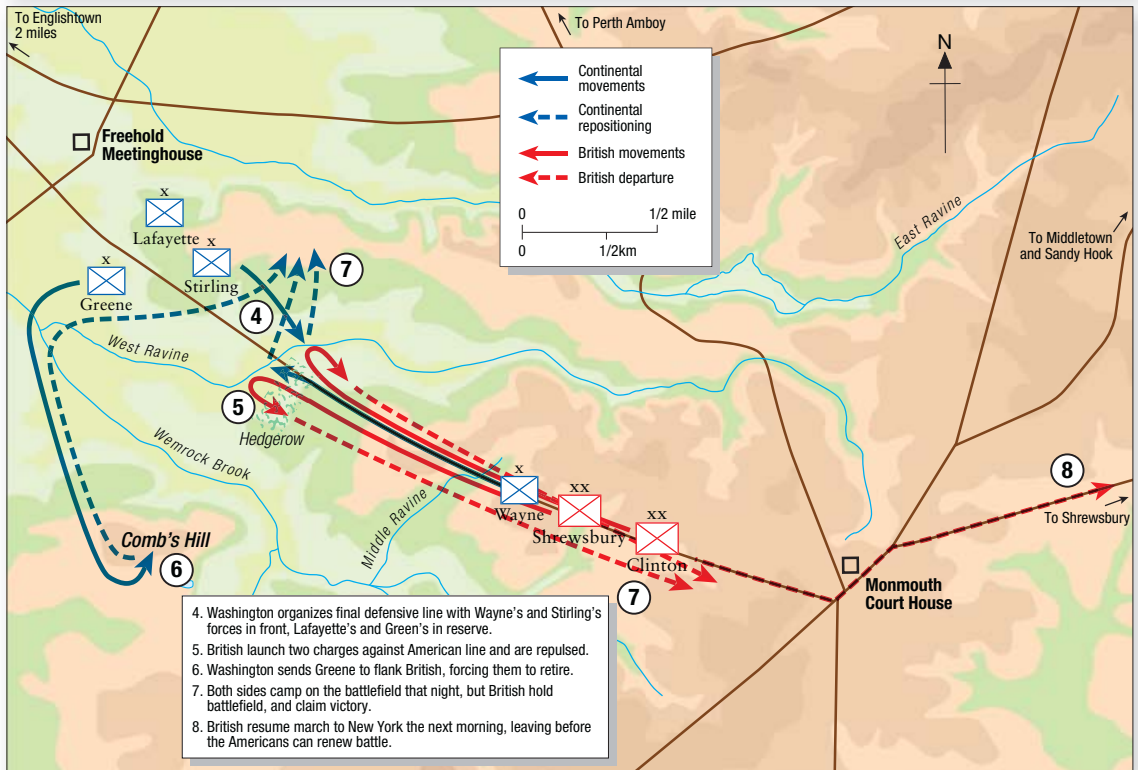 To Englishtown
2 miles
To Perth Amboy
N
Continental
movements
Continental
repositioning
British movements
British departure
0 1/2 mile
0 1/2km
Freehold
Meetinghouse
x
Lafayette
x
Stirling
x
Greene
7
4
West Ravine
East Ravine
To Middletown
and Sandy Hook
5
Hedgerow
Wemrock Brook
Middle Ravine
x
Wayne
xx
Shrewsbury
xx
Clinton
8
To Shrewsbury
Comb's Hill
6
7
Monmouth
Court House
4. Washington organizes final defensive line with Wayne's and Stirling's
forces in front, Lafayette's and Green's in reserve.
5. British launch two charges against American line and are repulsed.
6. Washington sends Greene to flank British, forcing them to retire.
7. Both sides camp on the battlefield that night, but British hold
battlefield, and claim victory.
8. British resume march to New York the next morning, leaving before
the Americans can renew battle.